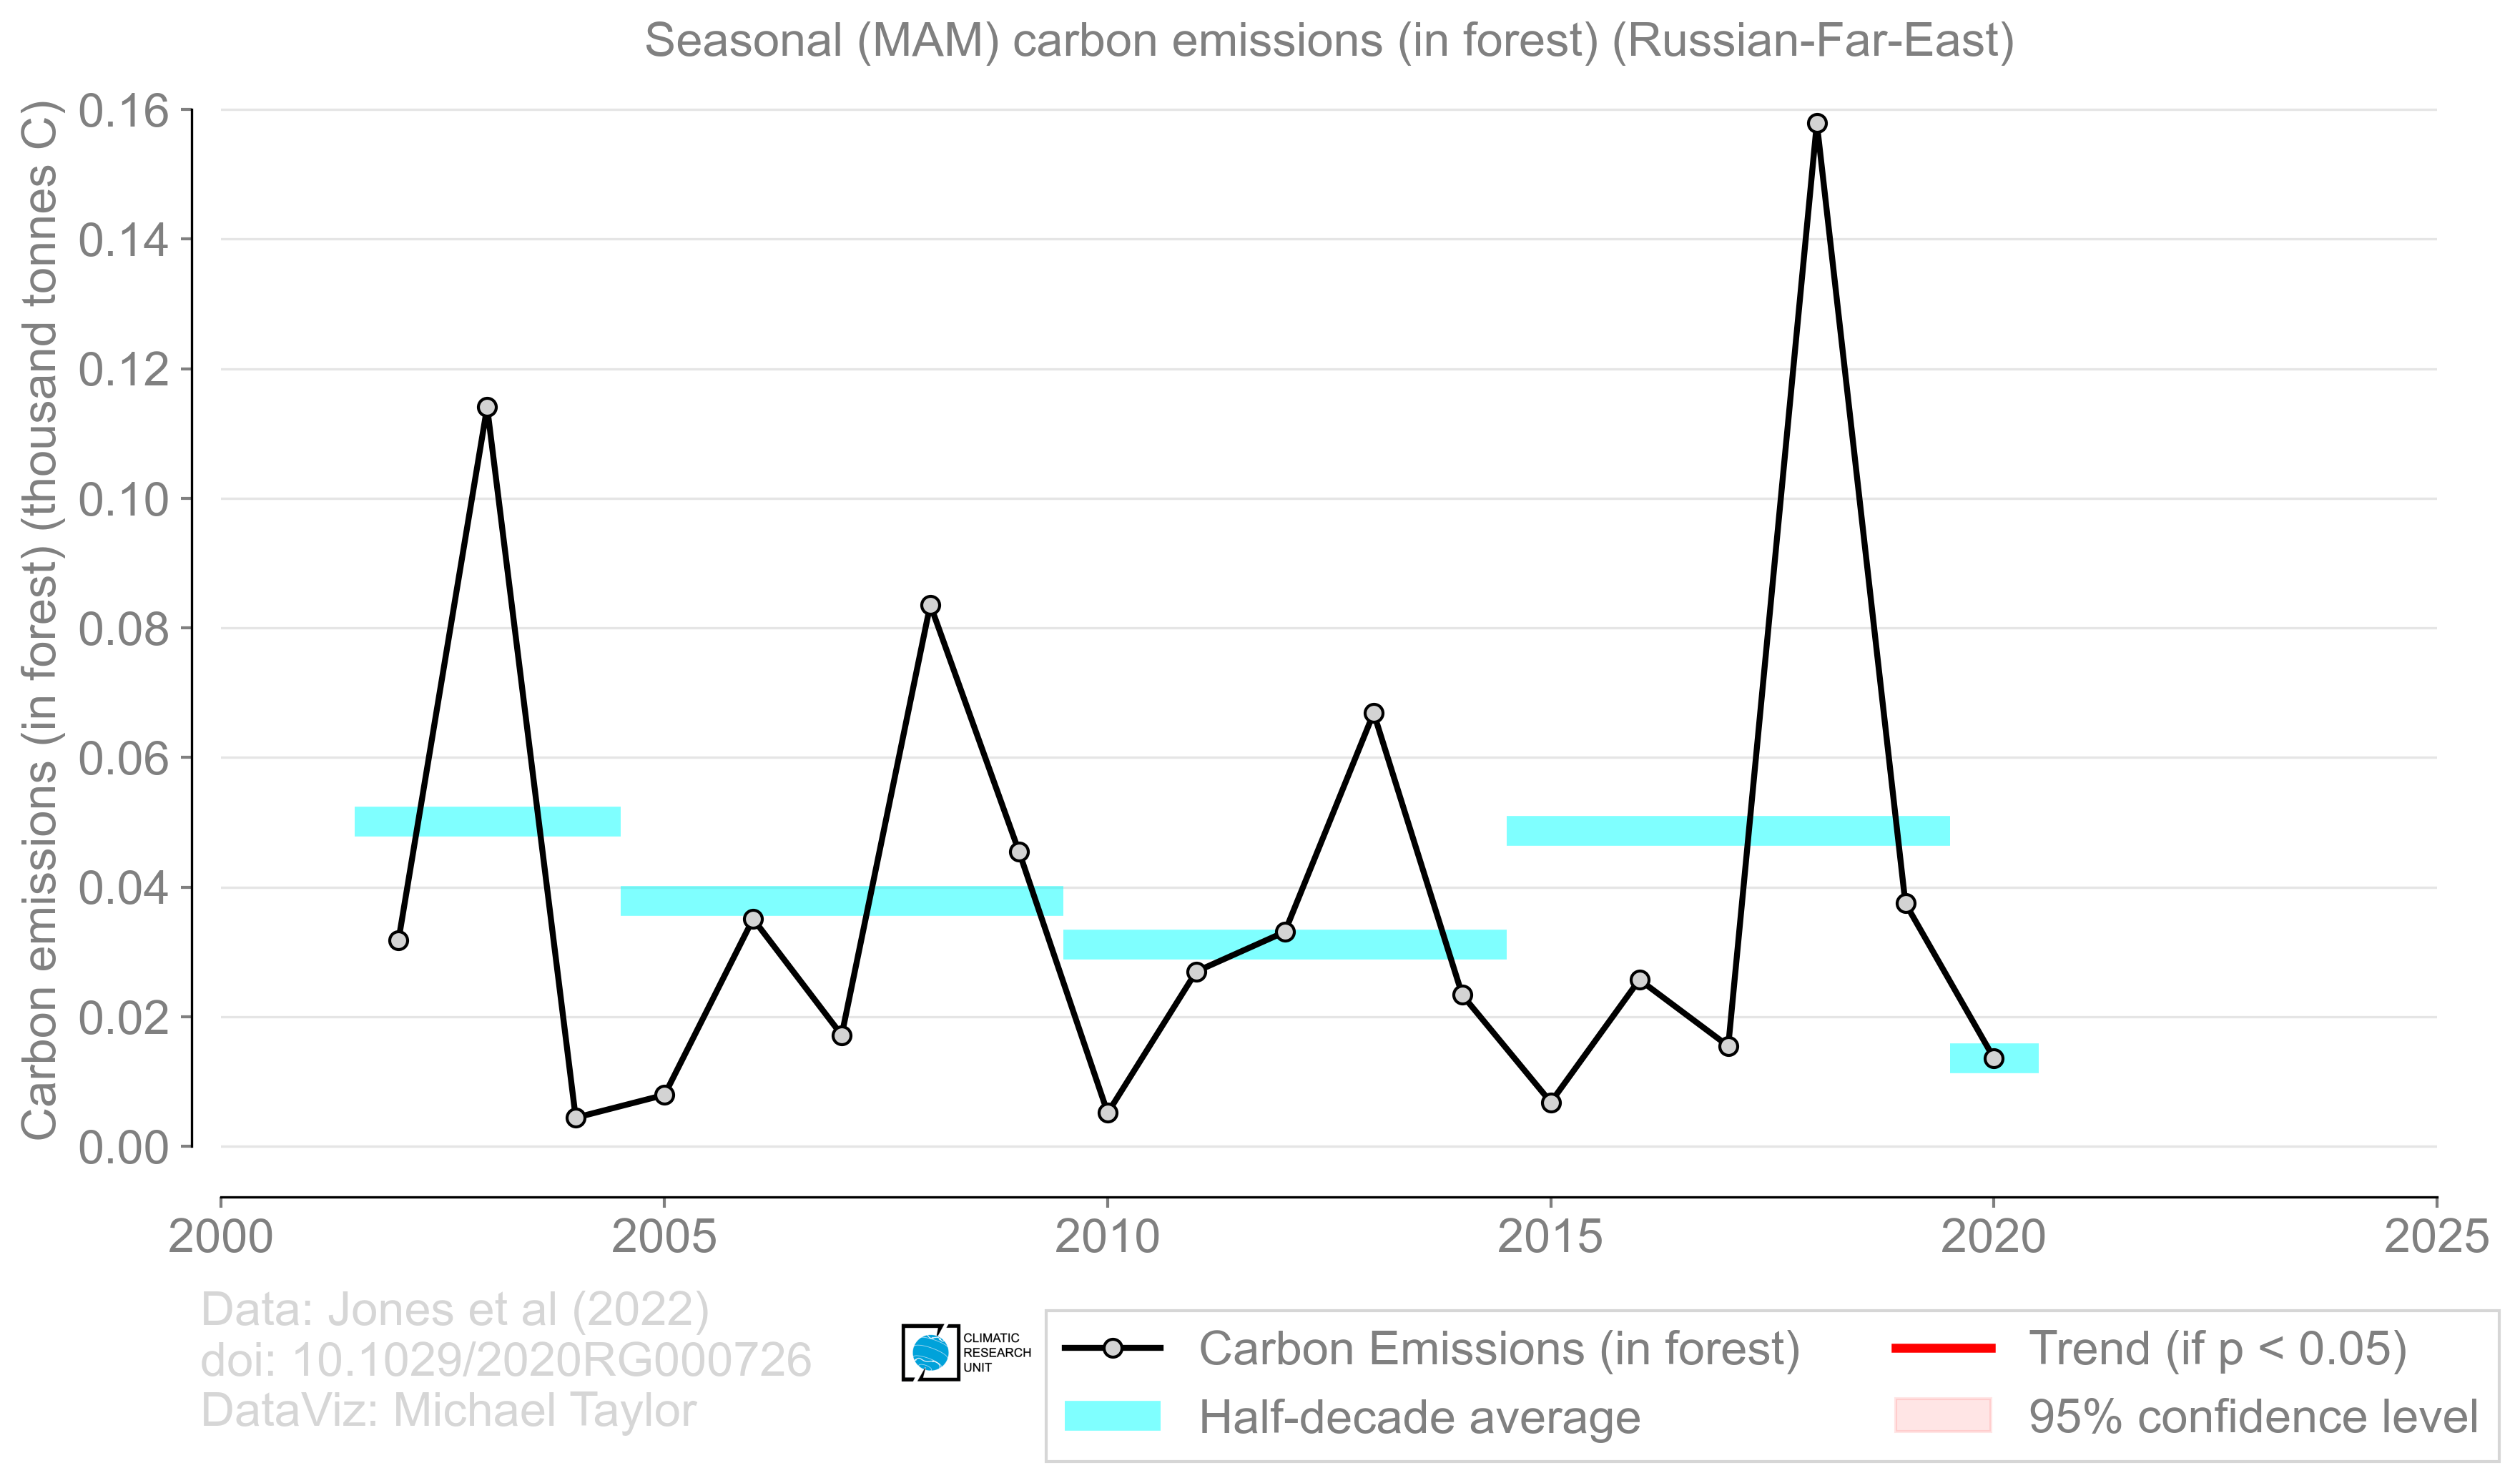 Seasonal (MAM) carbon emissions (in forest) (Russian-Far-East)
Carbon emissions (in forest) (thousand tonnes C)
0.16
0.14
0.12
0.10
0.08
0.06
0.04
0.02
0.00
2000 2005 2010 2015 2020 2025
Data: Jones et al (2022)
doi: 10.1029/2020RG000726
DataViz: Michael Taylor
CLIMATIC
RESEARCH
UNIT
Carbon Emissions (in forest)
Half-decade average
Trend (if p < 0.05)
95% confidence level